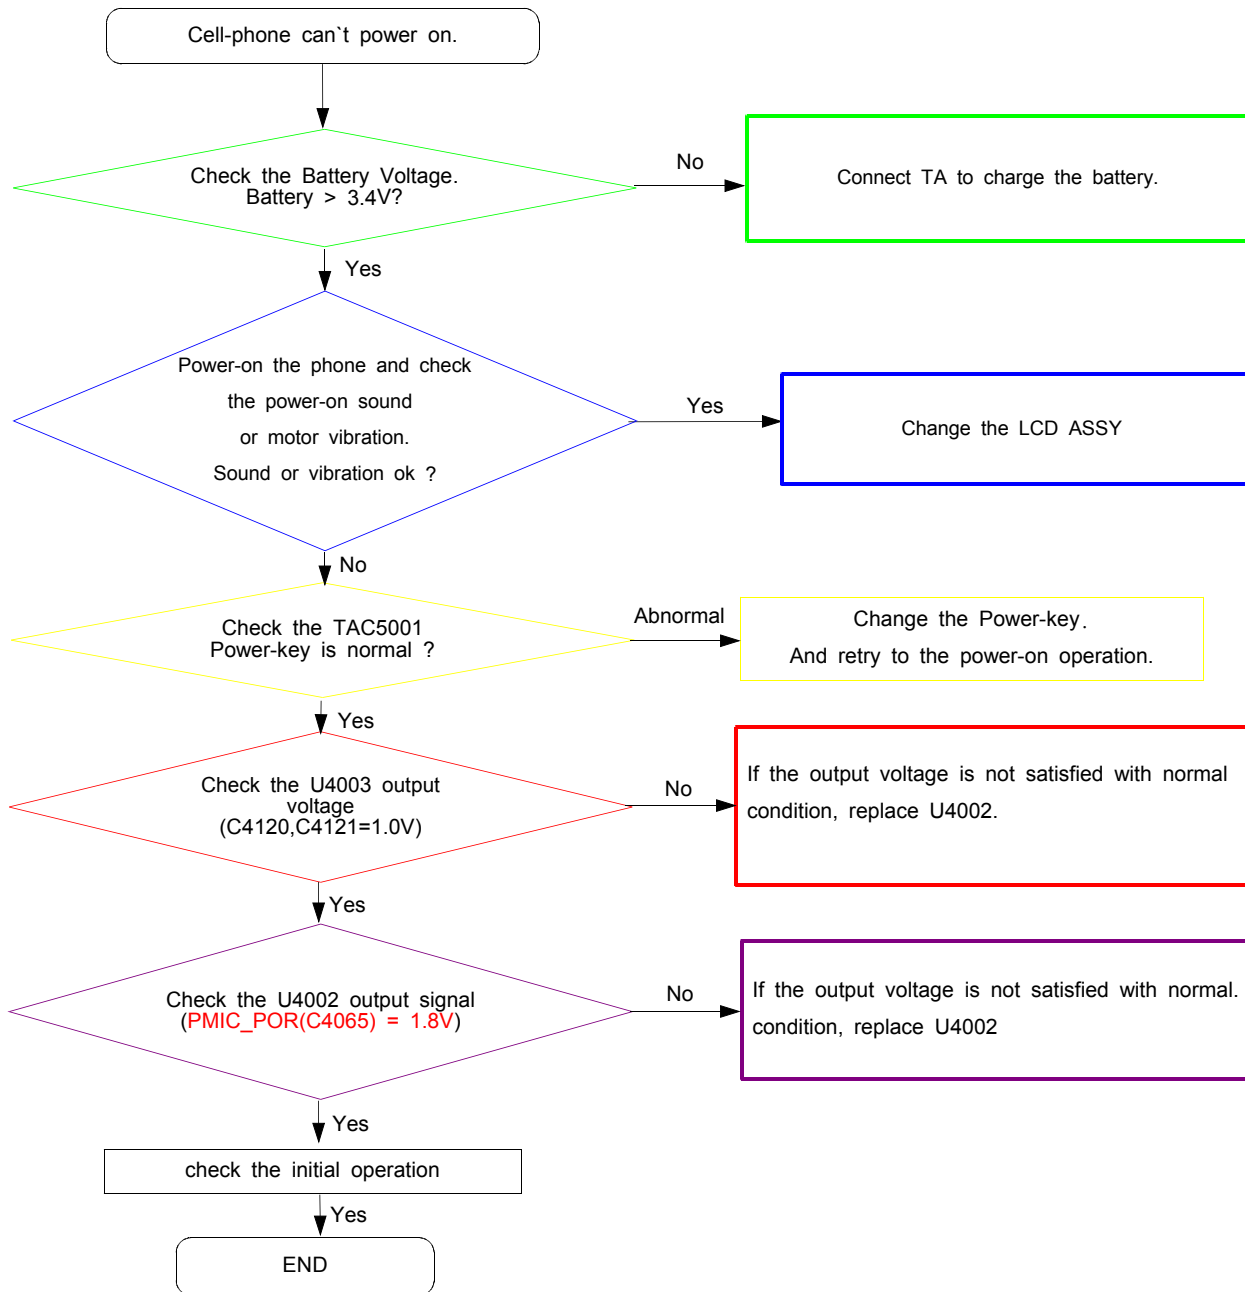 Cell-phone can`t power on.
Check the Battery Voltage.
Battery > 3.4V?
No
Connect TA to charge the battery.
Yes
Power-on the phone and check
the power-on sound
or motor vibration.
Sound or vibration ok ?
Yes
Change the LCD ASSY
No
Check the TAC5001
Power-key is normal ?
Abnormal
Change the Power-key.
And retry to the power-on operation.
Yes
Check the U4003 output
voltage
(C4120,C4121=1.0V)
No
If the output voltage is not satisfied with normal
condition, replace U4002.
Yes
Check the U4002 output signal
(PMIC_POR(C4065) = 1.8V)
No
If the output voltage is not satisfied with normal.
condition, replace U4002
Yes
check the initial operation
Yes
END